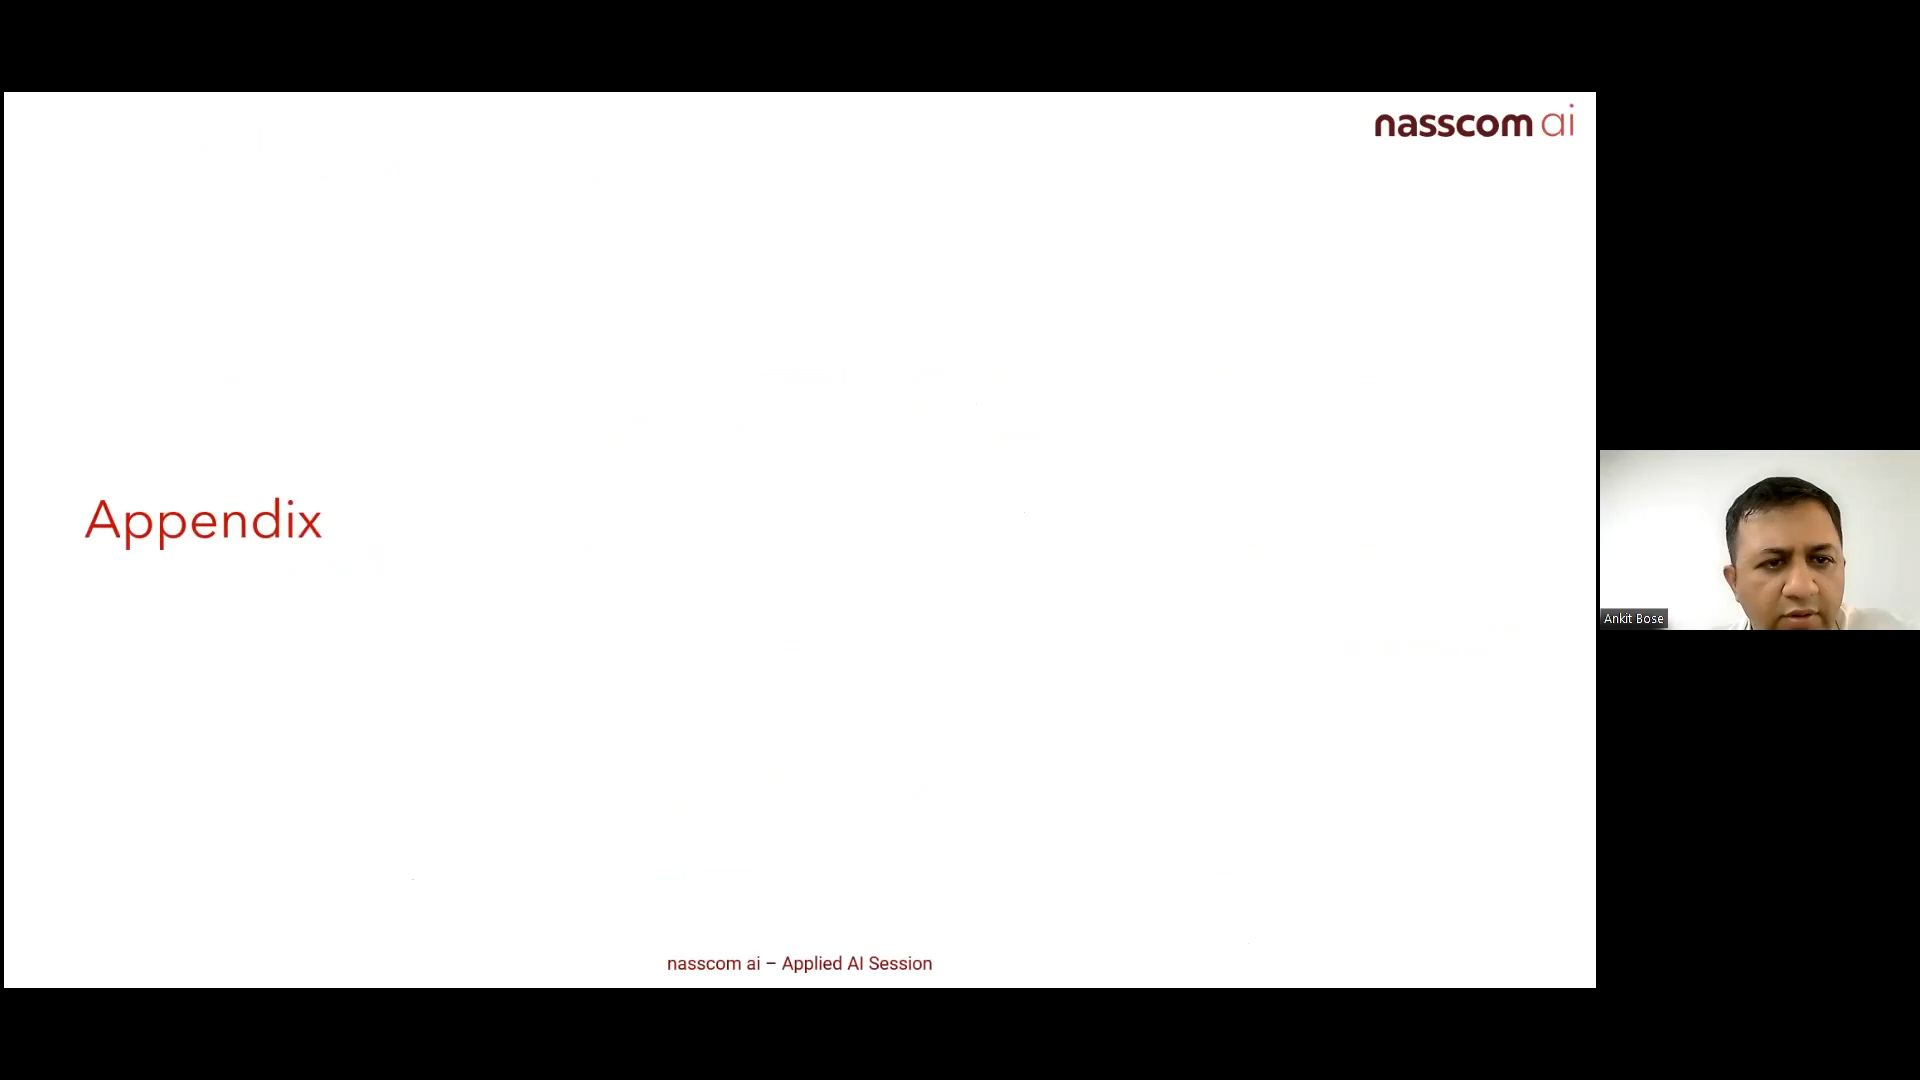 nasscom ai
Appendix
Ankit Bose
nasscom ai – Applied AI Session